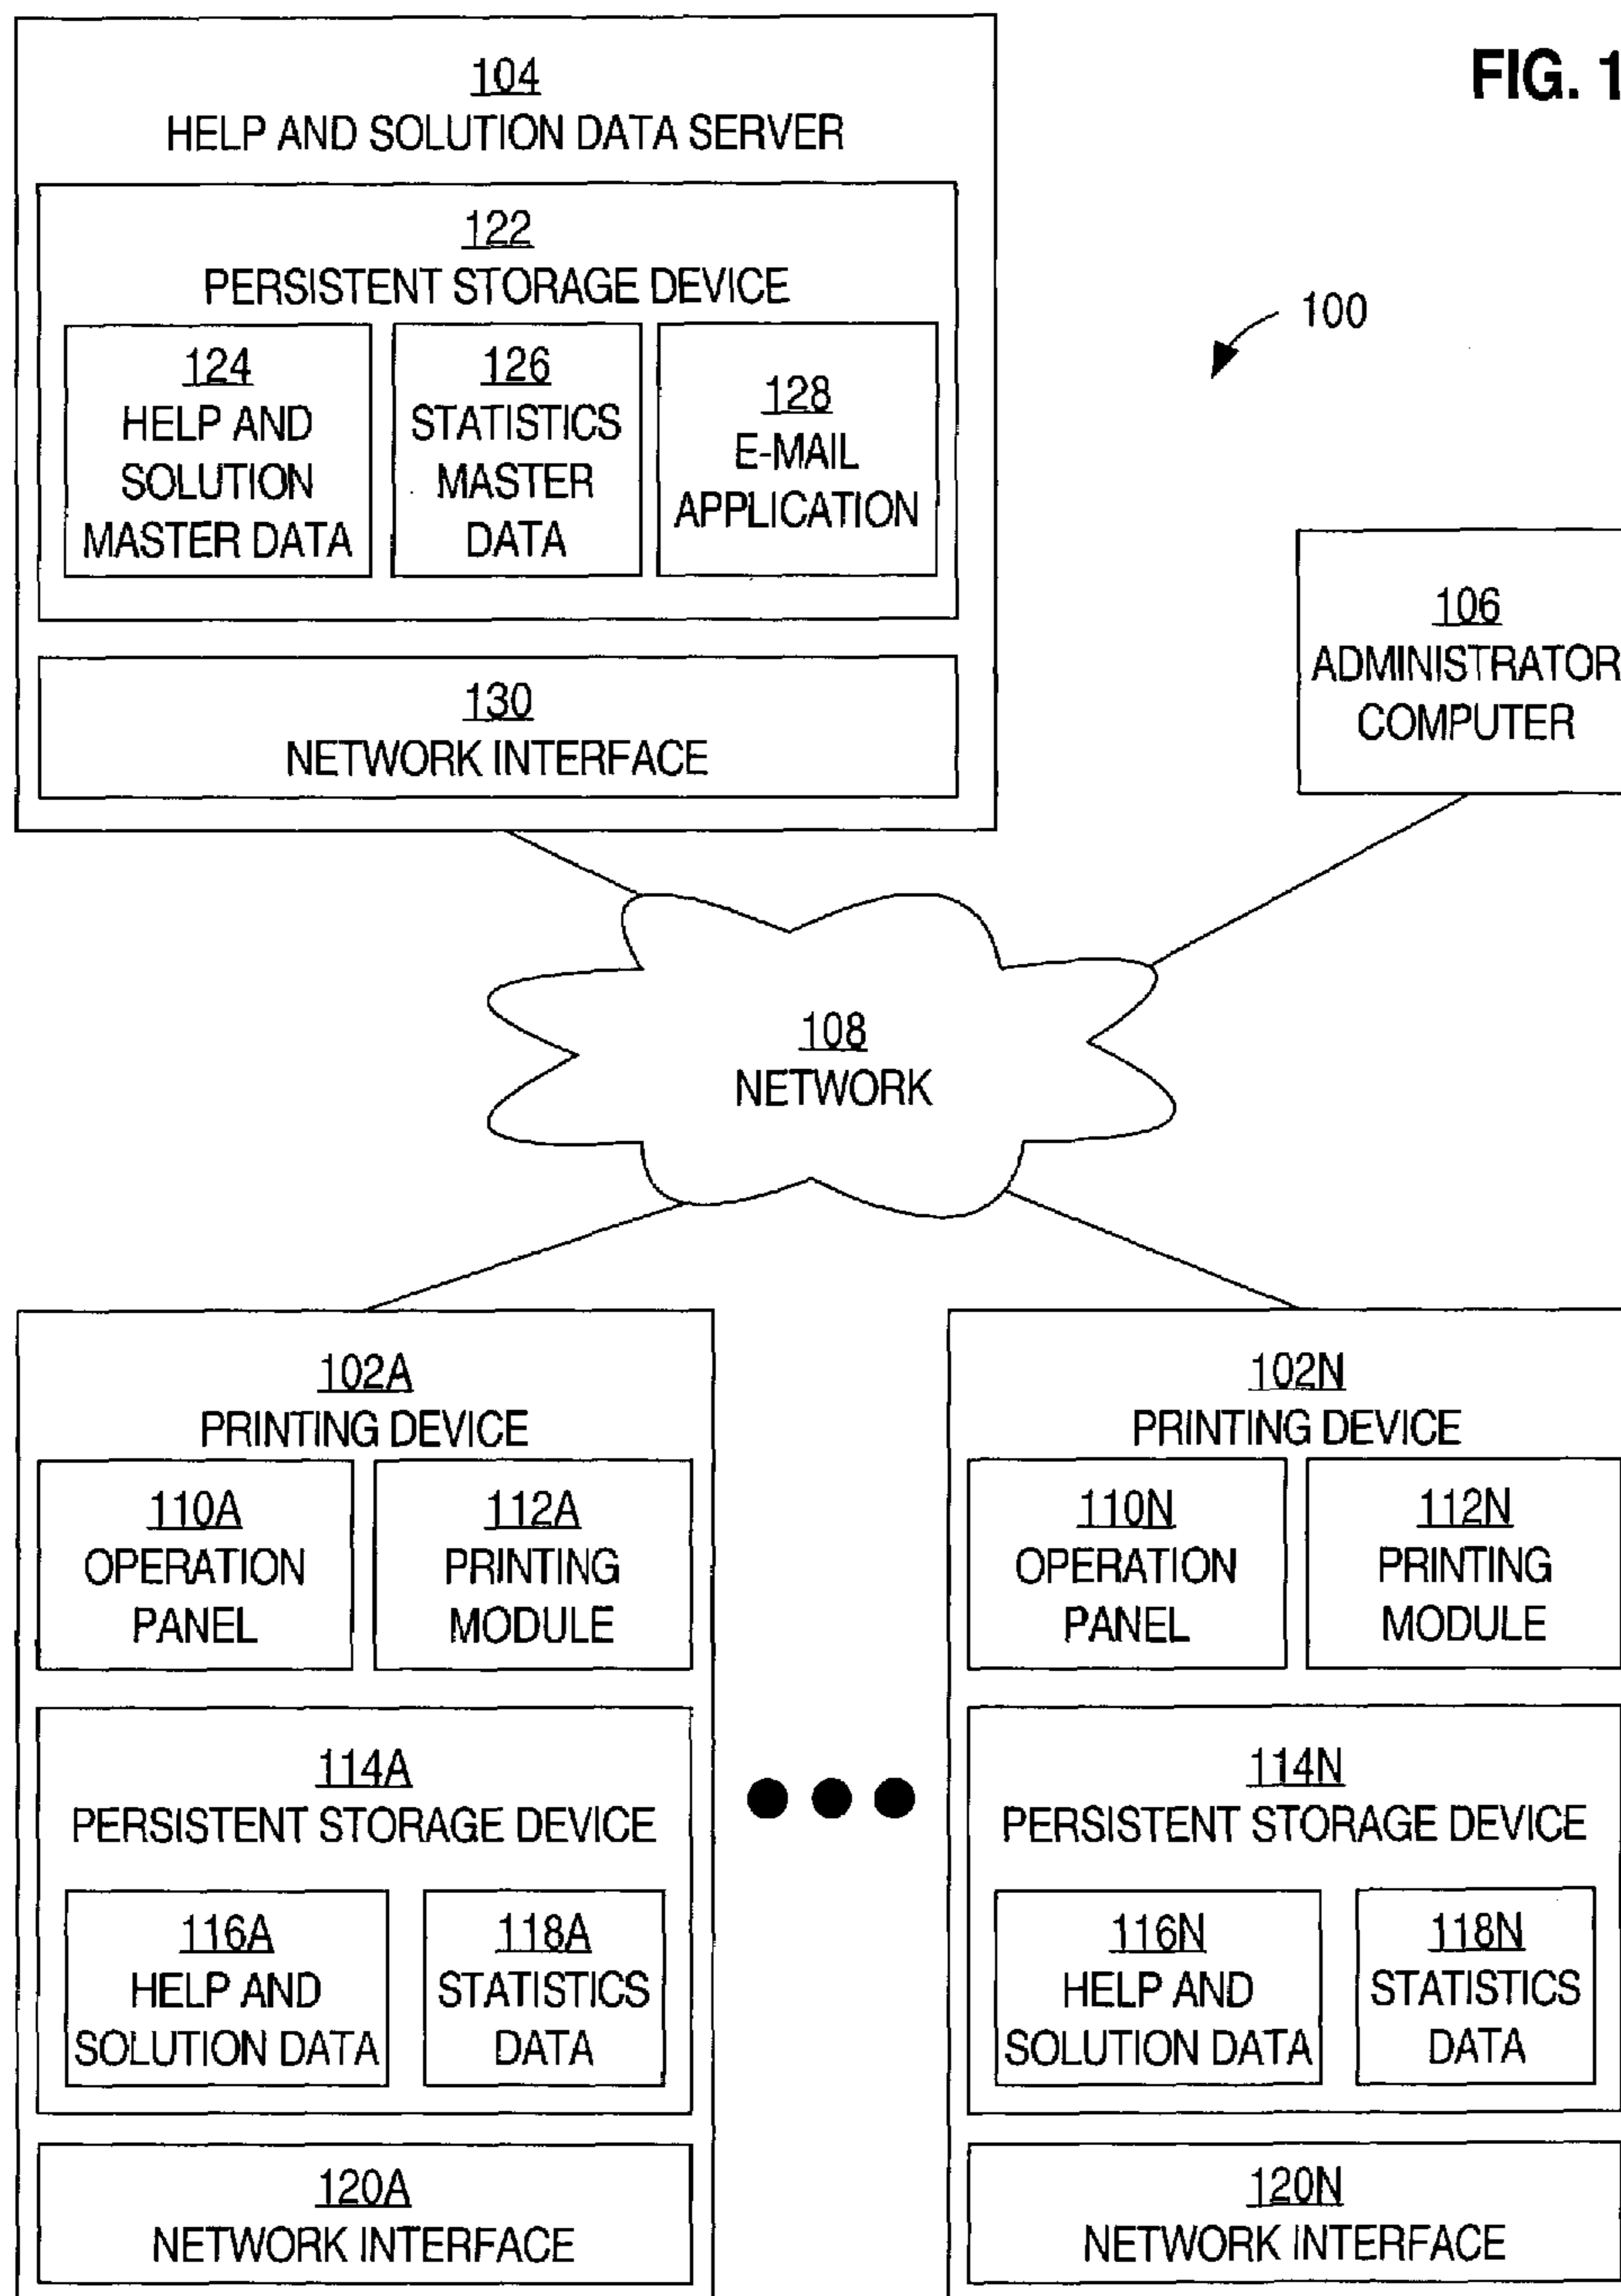 FIG. 1
104
HELP AND SOLUTION DATA SERVER
122
PERSISTENT STORAGE DEVICE
124
HELP AND
SOLUTION
MASTER DATA
126
STATISTICS
MASTER
DATA
128
E-MAIL
APPLICATION
130
NETWORK INTERFACE
100
106
ADMINISTRATOR
COMPUTER
108
NETWORK
102A
PRINTING DEVICE
110A
OPERATION
PANEL
112A
PRINTING
MODULE
114A
PERSISTENT STORAGE DEVICE
116A
HELP AND
SOLUTION DATA
118A
STATISTICS
DATA
120A
NETWORK INTERFACE
102N
PRINTING DEVICE
110N
OPERATION
PANEL
112N
PRINTING
MODULE
114N
PERSISTENT STORAGE DEVICE
116N
HELP AND
SOLUTION DATA
118N
STATISTICS
DATA
120N
NETWORK INTERFACE